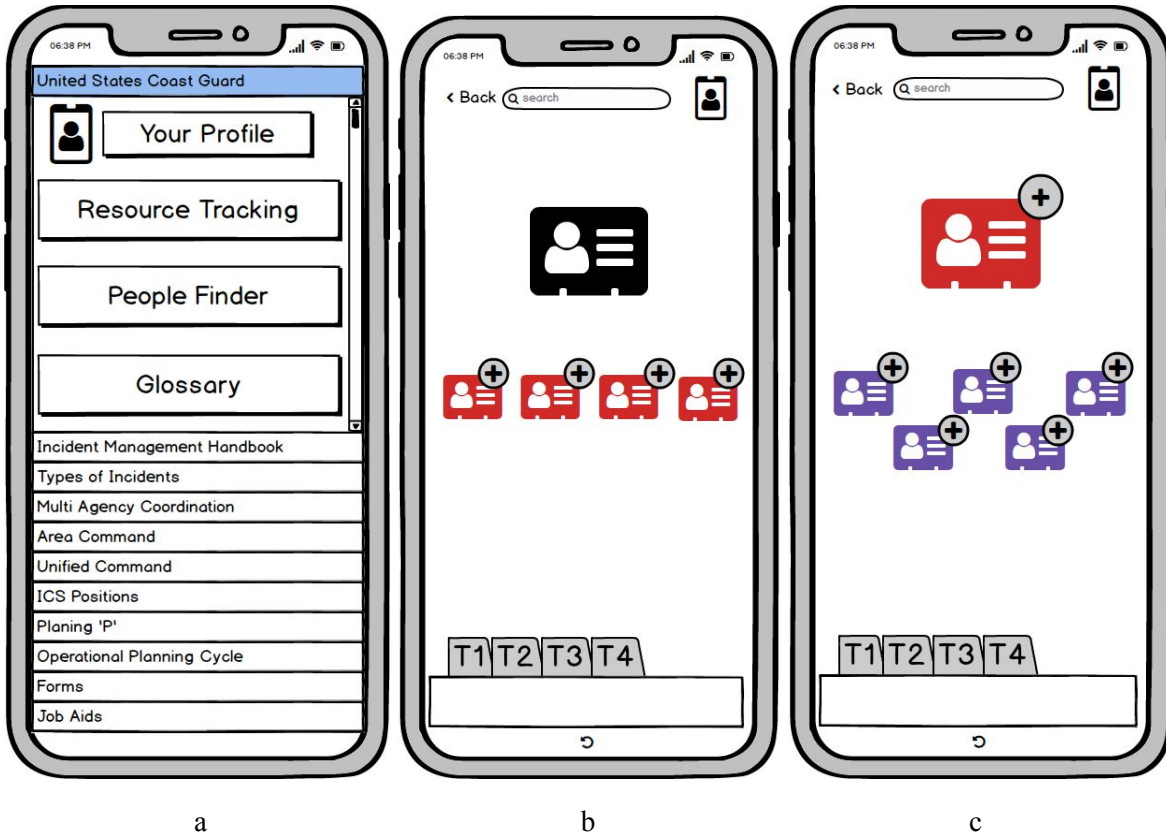 06:38 PM
United States Coast Guard
Your Profile
Resource Tracking
People Finder
Glossary
Incident Management Handbook
Types of Incidents
Multi Agency Coordination
Area Command
Unified Command
ICS Positions
Planing 'P'
Operational Planning Cycle
Forms
Job Aids
a
06:38 PM
< Back search
T1 T2 T3 T4
b
06:38 PM
< Back search
T1 T2 T3 T4
c